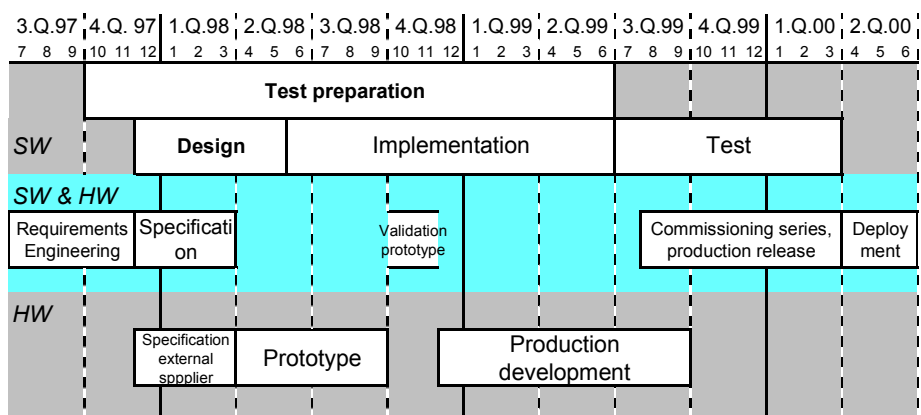 3.Q.97 4.Q. 97 1.Q.98 2.Q.98 3.Q.98 4.Q.98 1.Q.99 2.Q.99 3.Q.99 4.Q.99 1.Q.00 2.Q.00
7 8 9 10 11 12 1 2 3 4 5 6 7 8 9 10 11 12 1 2 3 4 5 6 7 8 9 10 11 12 1 2 3 4 5 6
Test preparation
SW Design Implementation Test
SW & HW
Requirements
Engineering
Specificati
on
Validation
prototype
Commissioning series,
production release
Deploy
ment
HW
Specification
external
sppplier
Prototype
Production
development